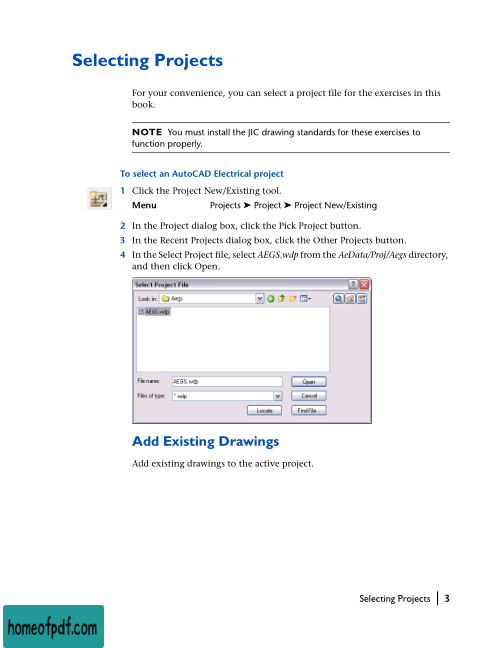 Selecting Projects
For your convenience, you can select a project file for the exercises in this
book.
NOTE You must install the JIC drawing standards for these exercises to
function properly.
To select an AutoCAD Electrical project
1 Click the Project New/Existing tool.
Menu Projects ➤ Project ➤ Project New/Existing
2 In the Project dialog box, click the Pick Project button.
3 In the Recent Projects dialog box, click the Other Projects button.
4 In the Select Project file, select AEGS.wdp from the AeData/Proj/Aegs directory,
and then click Open.
Select Project File
Look in: Aegs
AEGS.wdp
File name: AEGS.wdp Open
Files of type: *.wdp Cancel
Locate Find File...
Add Existing Drawings
Add existing drawings to the active project.
Selecting Projects | 3
homeofpdf.com